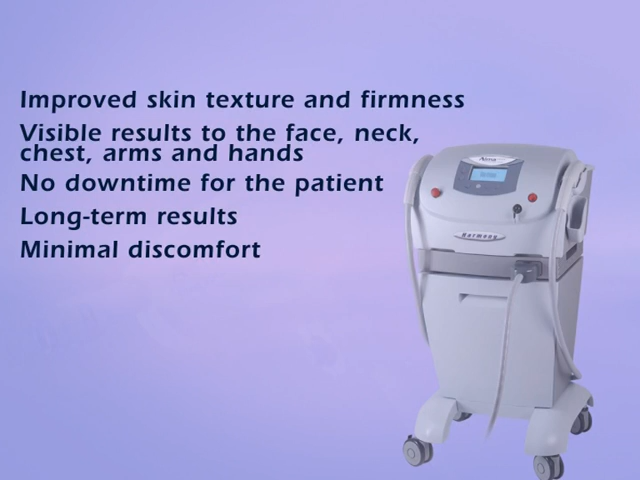 Improved skin texture and firmness
Visible results to the face, neck,
chest, arms and hands
No downtime for the patient
Long-term results
Minimal discomfort
Harmony